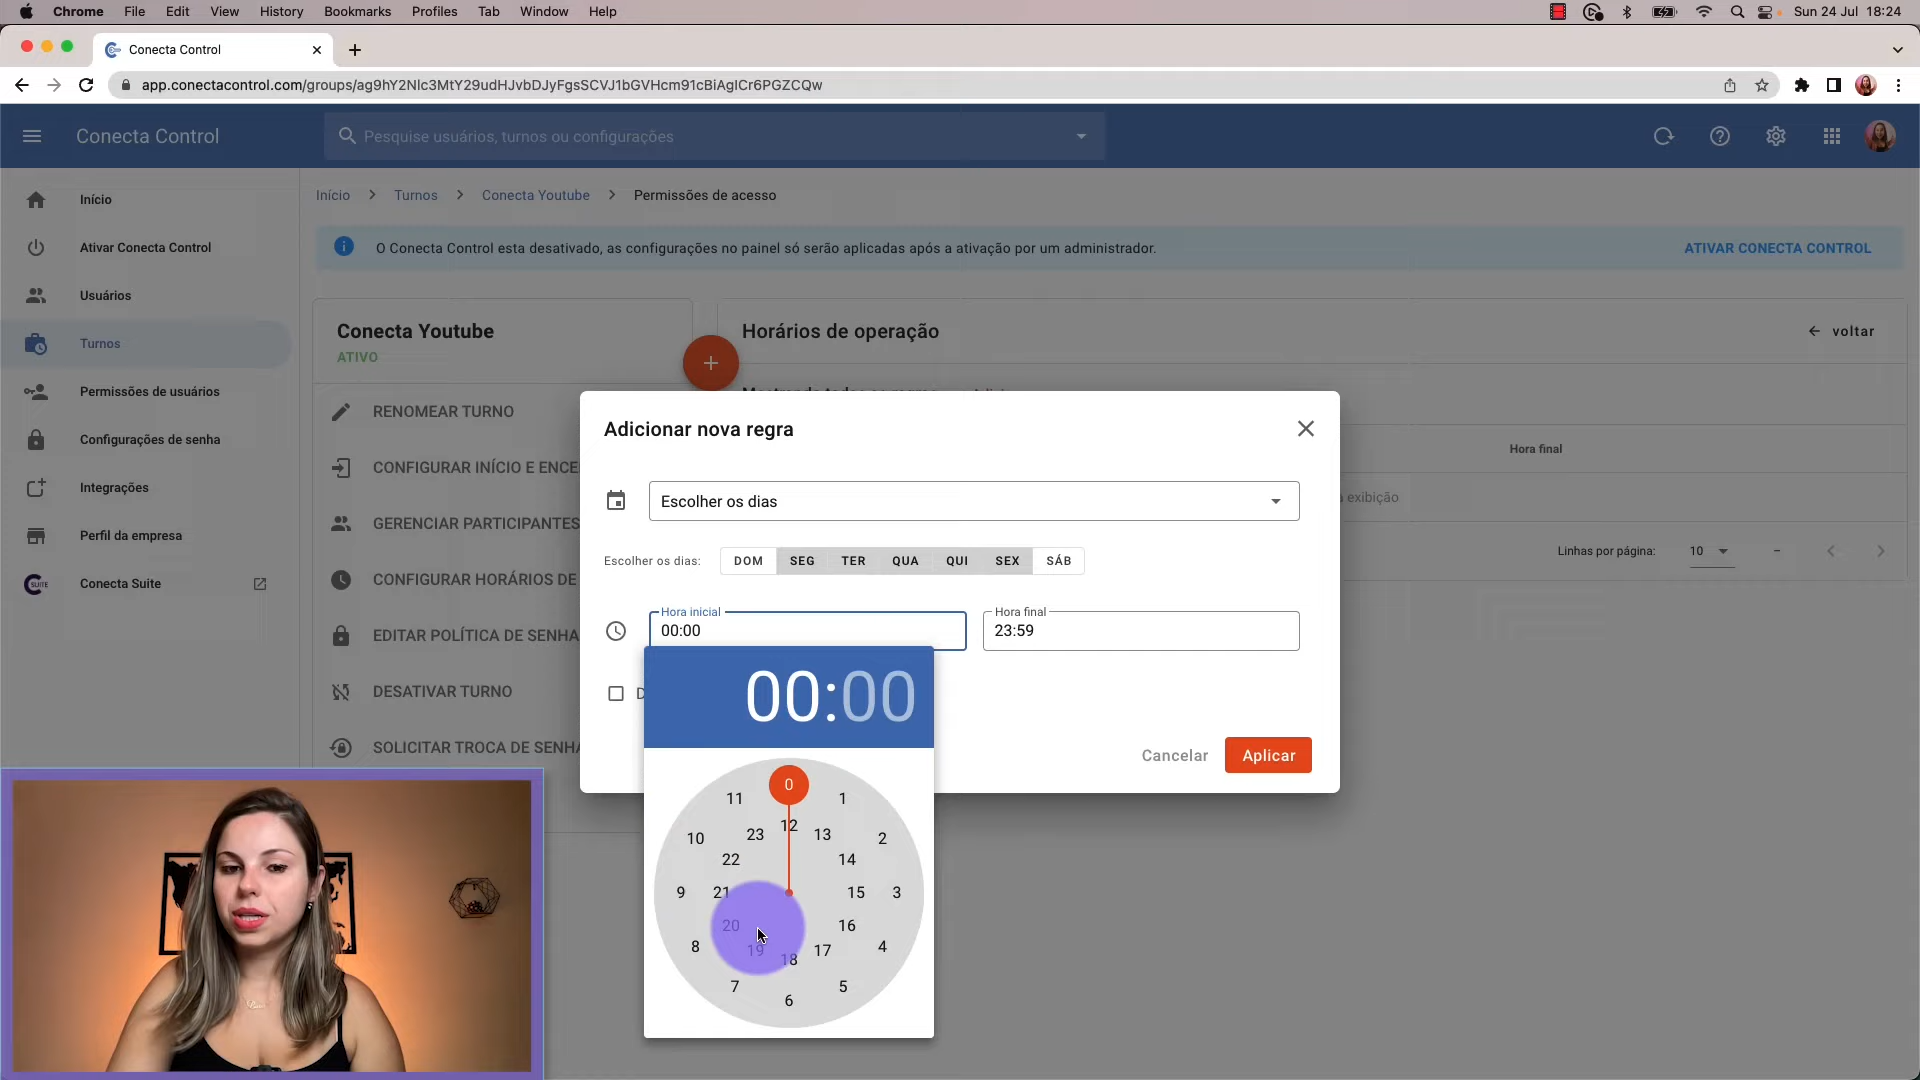 Chrome File Edit View History Bookmarks Profiles Tab Window Help Sun 24 Jul 18:24
Conecta Control
app.conectacontrol.com/groups/ag9hY2Nlc3MtY29udHJvbDJyFgsSCVJ1bGVHcm91cBiAgICr6PGZCQw
Conecta Control
Pesquise usuários, turnos ou configurações
Início
Ativar Conecta Control
Usuários
Turnos
Permissões de usuários
Configurações de senha
Integrações
Perfil da empresa
SUITE
Conecta Suite
Início > Turnos > Conecta Youtube > Permissões de acesso
O Conecta Control esta desativado, as configurações no painel só serão aplicadas após a ativação por um administrador.
ATIVAR CONECTA CONTROL
Conecta Youtube
ATIVO
RENOMEAR TURNO
CONFIGURAR INÍCIO E ENCE
GERENCIAR PARTICIPANTES
CONFIGURAR HORÁRIOS DE
EDITAR POLÍTICA DE SENHA
DESATIVAR TURNO
SOLICITAR TROCA DE SENHA
Horários de operação
voltar
Hora final
exibição
Linhas por página: 10 –
Adicionar nova regra
Escolher os dias
Escolher os dias: DOM SEG TER QUA QUI SEX SÁB
Hora inicial
00:00
Hora final
23:59
D
00:00
0
11 1
12
23 13
10 2
22 14
9 21 15 3
20 16
8 4
19 17
18
7 5
6
Cancelar
Aplicar